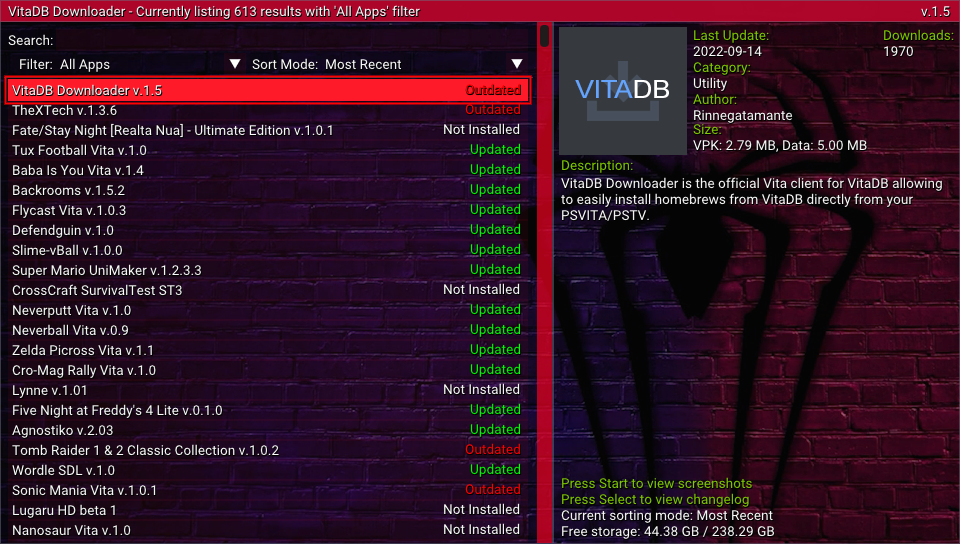 VitaDB Downloader - Currently listing 613 results with 'All Apps' filter v.1.5
Search:
Filter: All Apps Sort Mode: Most Recent
VitaDB Downloader v.1.5 Outdated
TheXTech v.1.3.6 Outdated
Fate/Stay Night [Realta Nua] - Ultimate Edition v.1.0.1 Not Installed
Tux Football Vita v.1.0 Updated
Baba Is You Vita v.1.4 Updated
Backrooms v.1.5.2 Updated
Flycast Vita v.1.0.3 Updated
Defendguin v.1.0 Updated
Slime-vBall v.1.0.0 Updated
Super Mario UniMaker v.1.2.3.3 Updated
CrossCraft SurvivalTest ST3 Not Installed
Neverputt Vita v.1.0 Updated
Neverball Vita v.0.9 Updated
Zelda Picross Vita v.1.1 Updated
Cro-Mag Rally Vita v.1.0 Updated
Lynne v.1.01 Not Installed
Five Night at Freddy's 4 Lite v.0.1.0 Updated
Agnostiko v.2.03 Updated
Tomb Raider 1 & 2 Classic Collection v.1.0.2 Outdated
Wordle SDL v.1.0 Updated
Sonic Mania Vita v.1.0.1 Outdated
Lugaru HD beta 1 Not Installed
Nanosaur Vita v.1.0 Not Installed
VITADB
Last Update: Downloads:
2022-09-14 1970
Category:
Utility
Author:
Rinnegatamante
Size:
VPK: 2.79 MB, Data: 5.00 MB
Description:
VitaDB Downloader is the official Vita client for VitaDB allowing
to easily install homebrews from VitaDB directly from your
PSVITA/PSTV.
Press Start to view screenshots
Press Select to view changelog
Current sorting mode: Most Recent
Free storage: 44.38 GB / 238.29 GB